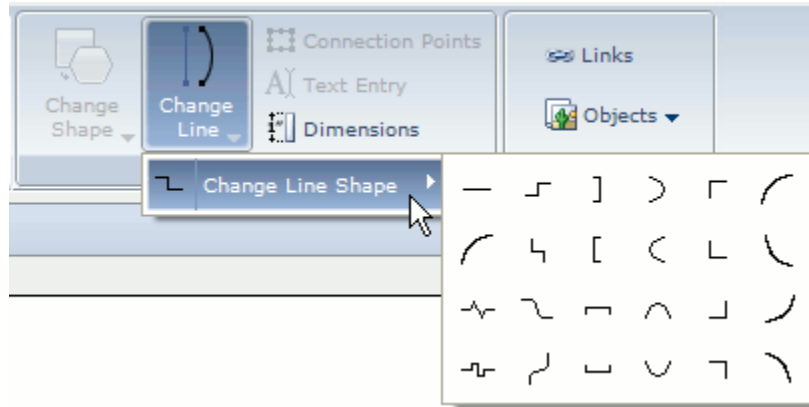 Change
Shape
Change
Line
Connection Points
Text Entry
Dimensions
Links
Objects
Change Line Shape